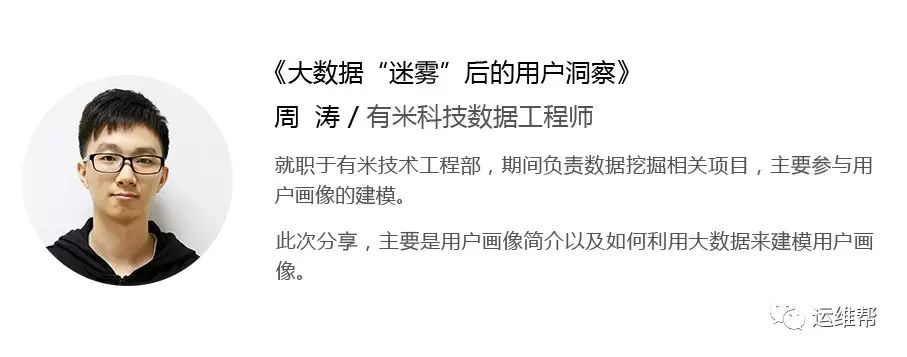 《大数据“迷雾”后的用户洞察》
周 涛 / 有米科技数据工程师
就职于有米技术工程部，期间负责数据挖掘相关项目，主要参与用
户画像的建模。
此次分享，主要是用户画像简介以及如何利用大数据来建模用户画
像。
运维帮